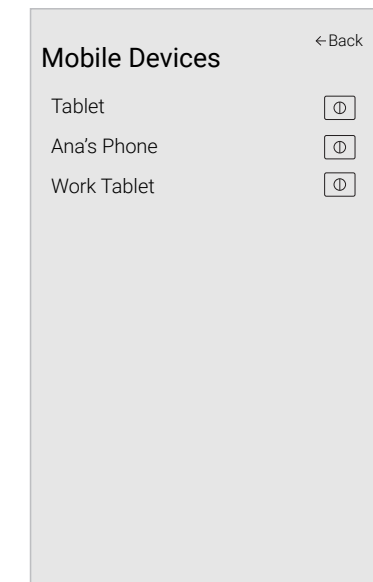 ←Back
Mobile Devices
Tablet
Ana’s Phone
Work Tablet